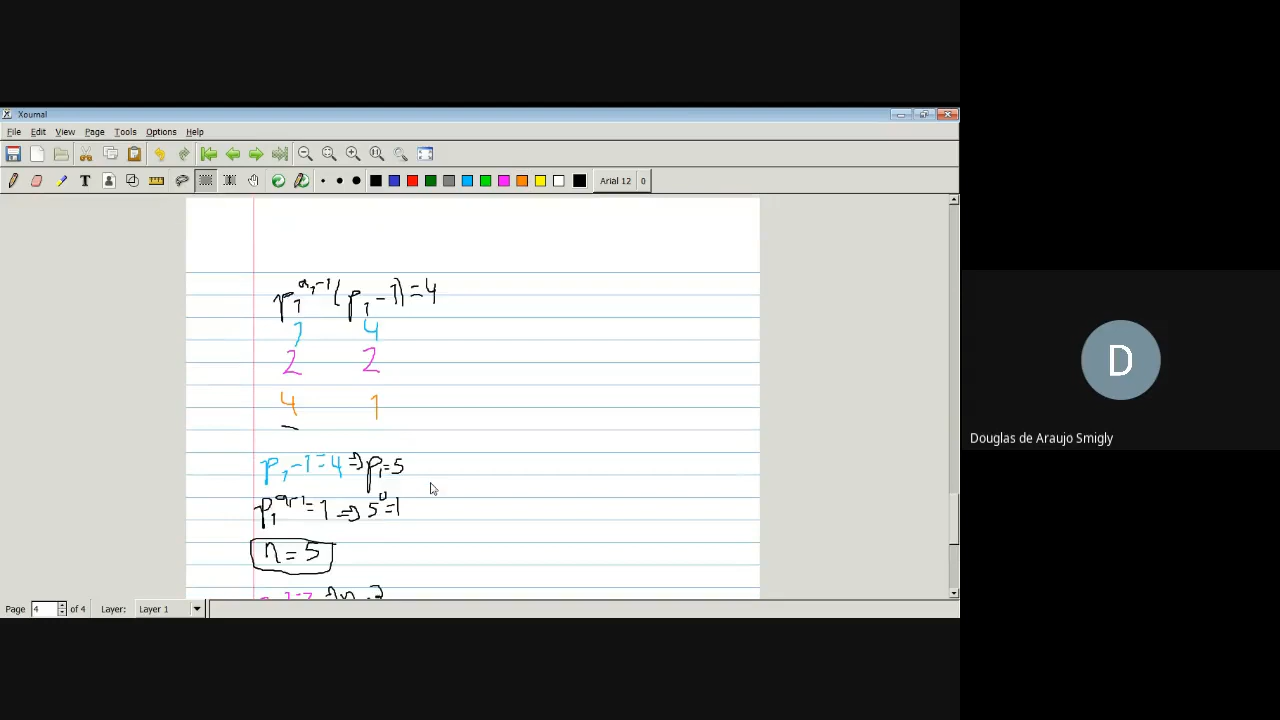 Xournal
File Edit View Page Tools Options Help
Arial 12 0
p₁^(α₁-1) (p₁-1) = 4
1 4
2 2
4 1
p₁-1=4 ⇒ p₁=5
p₁^(α₁-1) = 1 ⇒ 5⁰=1
n = 5
Page 4 of 4 Layer: Layer 1
D
Douglas de Araujo Smigly